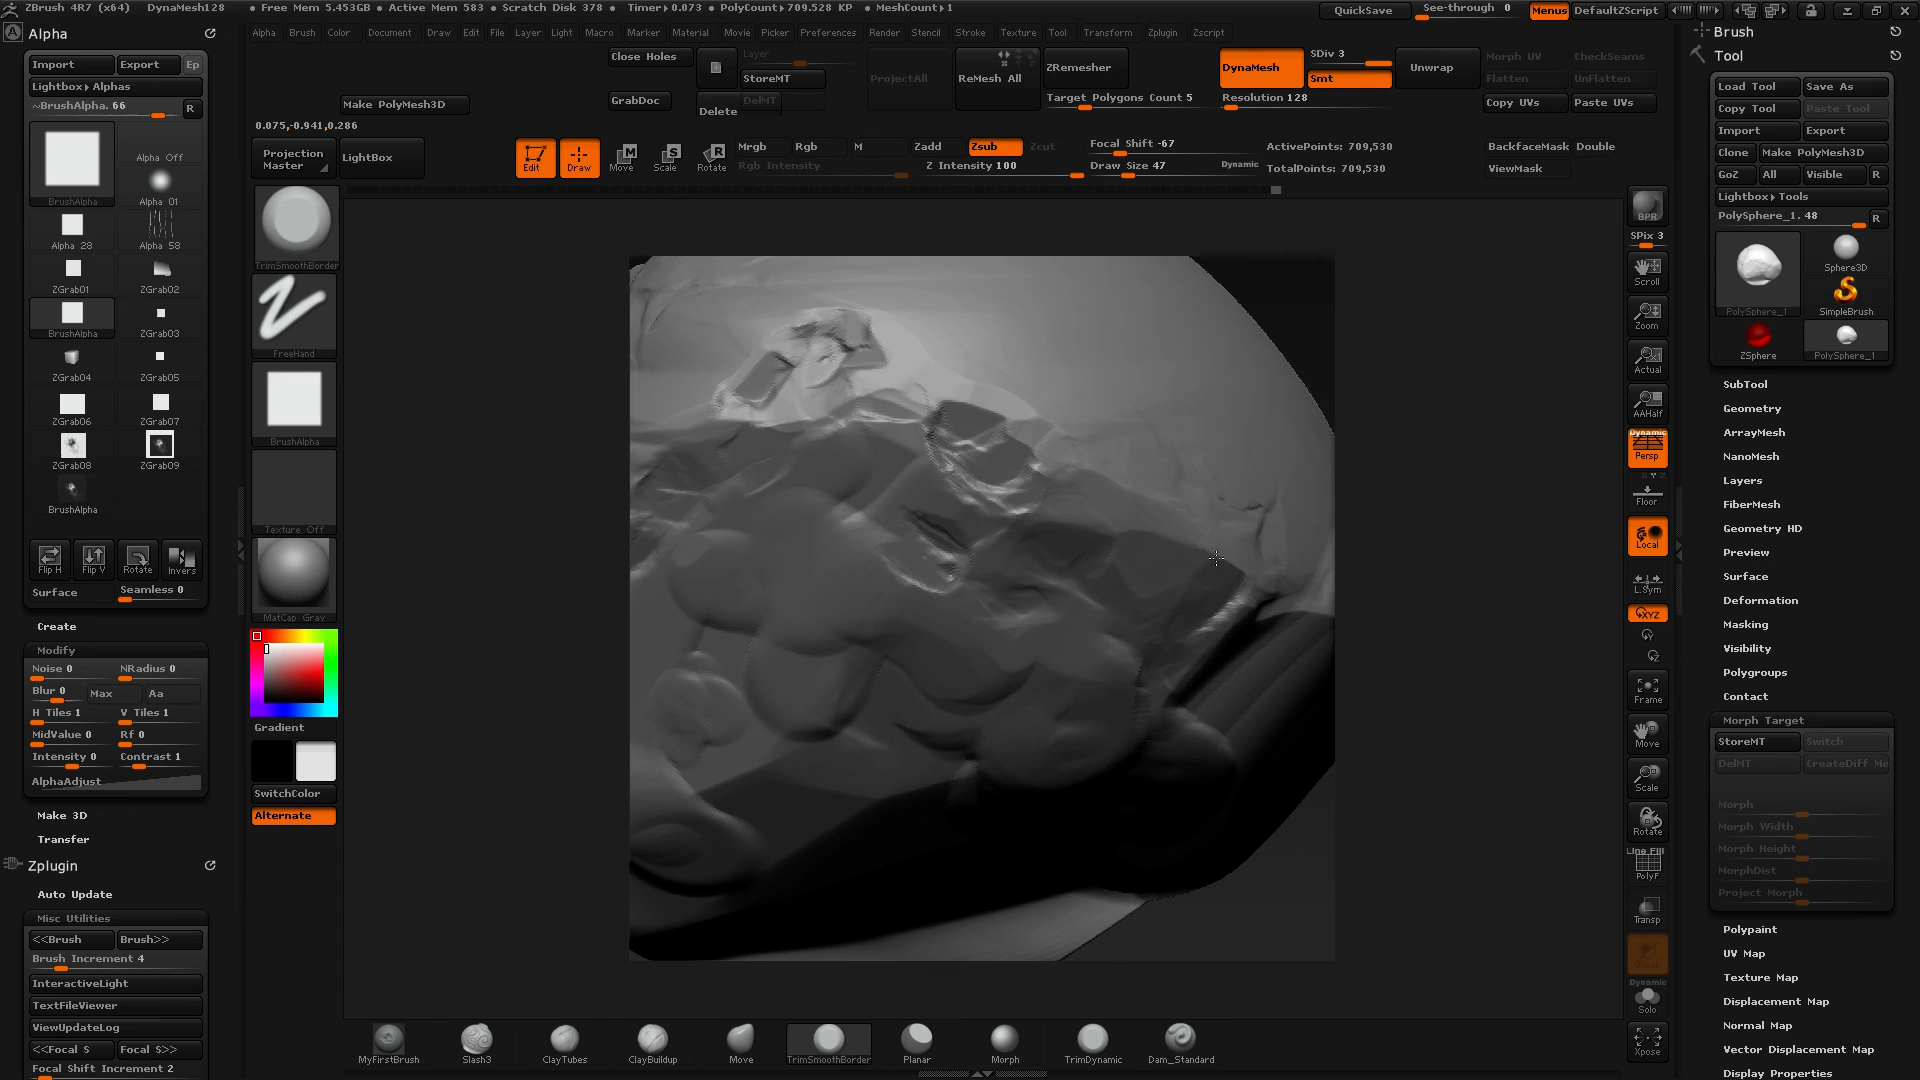 ZBrush 4R7 (x64) DynaMesh128 • Free Mem 5.453GB • Active Mem 583 • Scratch Disk 378 • Timer▸0.073 • PolyCount▸709.528 KP • MeshCount▸1 QuickSave See-through 0 Menus DefaultZScript
Alpha
Alpha Brush Color Document Draw Edit File Layer Light Macro Marker Material Movie Picker Preferences Render Stencil Stroke Texture Tool Transform Zplugin Zscript
Brush
Tool
Import Export Ep
Lightbox▸Alphas
~BrushAlpha. 66 R
BrushAlpha
Alpha Off
Alpha 01
Alpha 28 Alpha 58
ZGrab01 ZGrab02
BrushAlpha ZGrab03
ZGrab04 ZGrab05
ZGrab06 ZGrab07
ZGrab08 ZGrab09
BrushAlpha
Flip H Flip V Rotate Invers
Surface Seamless 0
Create
Modify
Noise 0 NRadius 0
Blur 0 Max Aa
H Tiles 1 V Tiles 1
MidValue 0 Rf 0
Intensity 0 Contrast 1
AlphaAdjust
Make 3D
Transfer
Zplugin
Auto Update
Misc Utilities
<<Brush Brush>>
Brush Increment 4
InteractiveLight
TextFileViewer
ViewUpdateLog
<<Focal S Focal S>>
Focal Shift Increment 2
Make PolyMesh3D
0.075,-0.941,0.286
Close Holes
GrabDoc
Layer
StoreMT
DelMT
Delete
ProjectAll
ReMesh All
ZRemesher
Target Polygons Count 5
DynaMesh
SDiv 3
Smt
Resolution 128
Unwrap
Morph UV CheckSeams
Flatten UnFlatten
Copy UVs Paste UVs
Projection Master
LightBox
Edit Draw Move Scale Rotate
Mrgb Rgb M Zadd Zsub Zcut
Rgb Intensity Z Intensity 100
Focal Shift -67
Draw Size 47 Dynamic
ActivePoints: 709,530
TotalPoints: 709,530
BackfaceMask Double
ViewMask
TrimSmoothBorder
FreeHand
BrushAlpha
Texture Off
MatCap Gray
Gradient
SwitchColor
Alternate
BPR
SPix 3
Scroll
Zoom
Actual
AAHalf
Dynamic
Persp
Floor
Local
L.Sym
XYZ
Frame
Move
Scale
Rotate
Line Fill
PolyF
Transp
Ghost
Dynamic
Solo
Xpose
MyFirstBrush Slash3 ClayTubes ClayBuildup Move TrimSmoothBorder Planar Morph TrimDynamic Dam_Standard
Load Tool Save As
Copy Tool Paste Tool
Import Export
Clone Make PolyMesh3D
GoZ All Visible R
Lightbox▸Tools
PolySphere_1. 48 R
PolySphere_1
Sphere3D
SimpleBrush
ZSphere PolySphere_1
SubTool
Geometry
ArrayMesh
NanoMesh
Layers
FiberMesh
Geometry HD
Preview
Surface
Deformation
Masking
Visibility
Polygroups
Contact
Morph Target
StoreMT Switch
DelMT CreateDiff Me
Morph
Morph Width
Morph Height
MorphDist
Project Morph
Polypaint
UV Map
Texture Map
Displacement Map
Normal Map
Vector Displacement Map
Display Properties